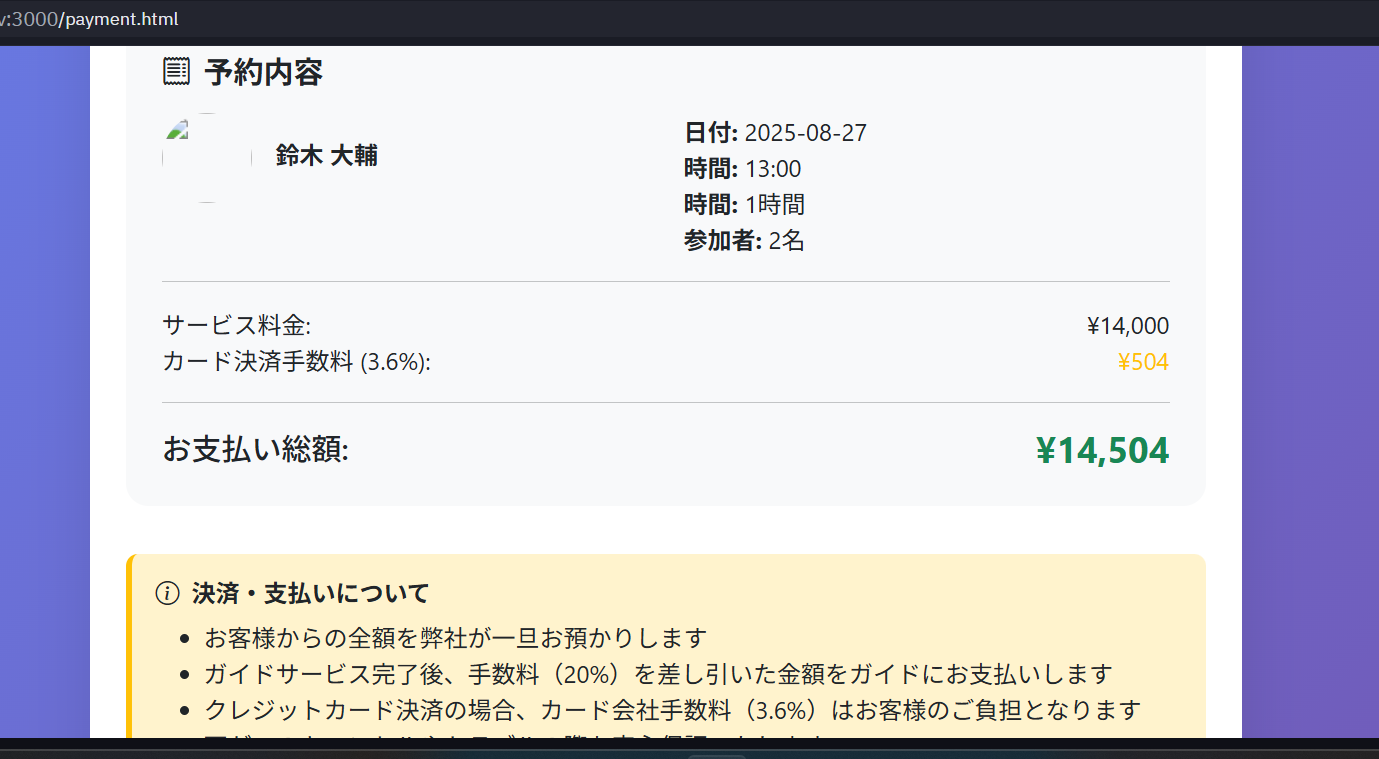 v:3000/payment.html
予約内容
鈴木 大輔
日付: 2025-08-27
時間: 13:00
時間: 1時間
参加者: 2名
サービス料金: ¥14,000
カード決済手数料 (3.6%): ¥504
お支払い総額: ¥14,504
決済・支払いについて
お客様からの全額を弊社が一旦お預かりします
ガイドサービス完了後、手数料（20%）を差し引いた金額をガイドにお支払いします
クレジットカード決済の場合、カード会社手数料（3.6%）はお客様のご負担となります